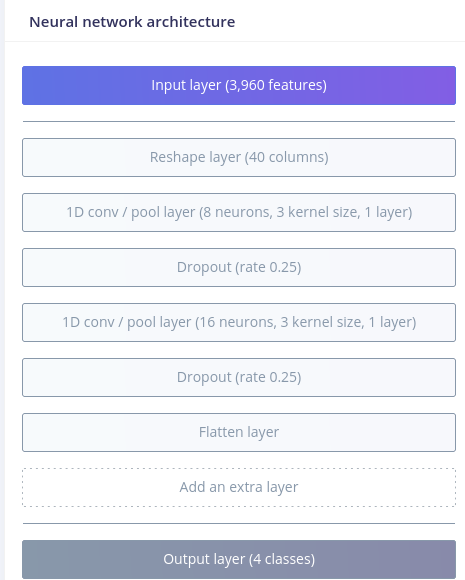 Neural network architecture
Input layer (3,960 features)
Reshape layer (40 columns)
1D conv / pool layer (8 neurons, 3 kernel size, 1 layer)
Dropout (rate 0.25)
1D conv / pool layer (16 neurons, 3 kernel size, 1 layer)
Dropout (rate 0.25)
Flatten layer
Add an extra layer
Output layer (4 classes)